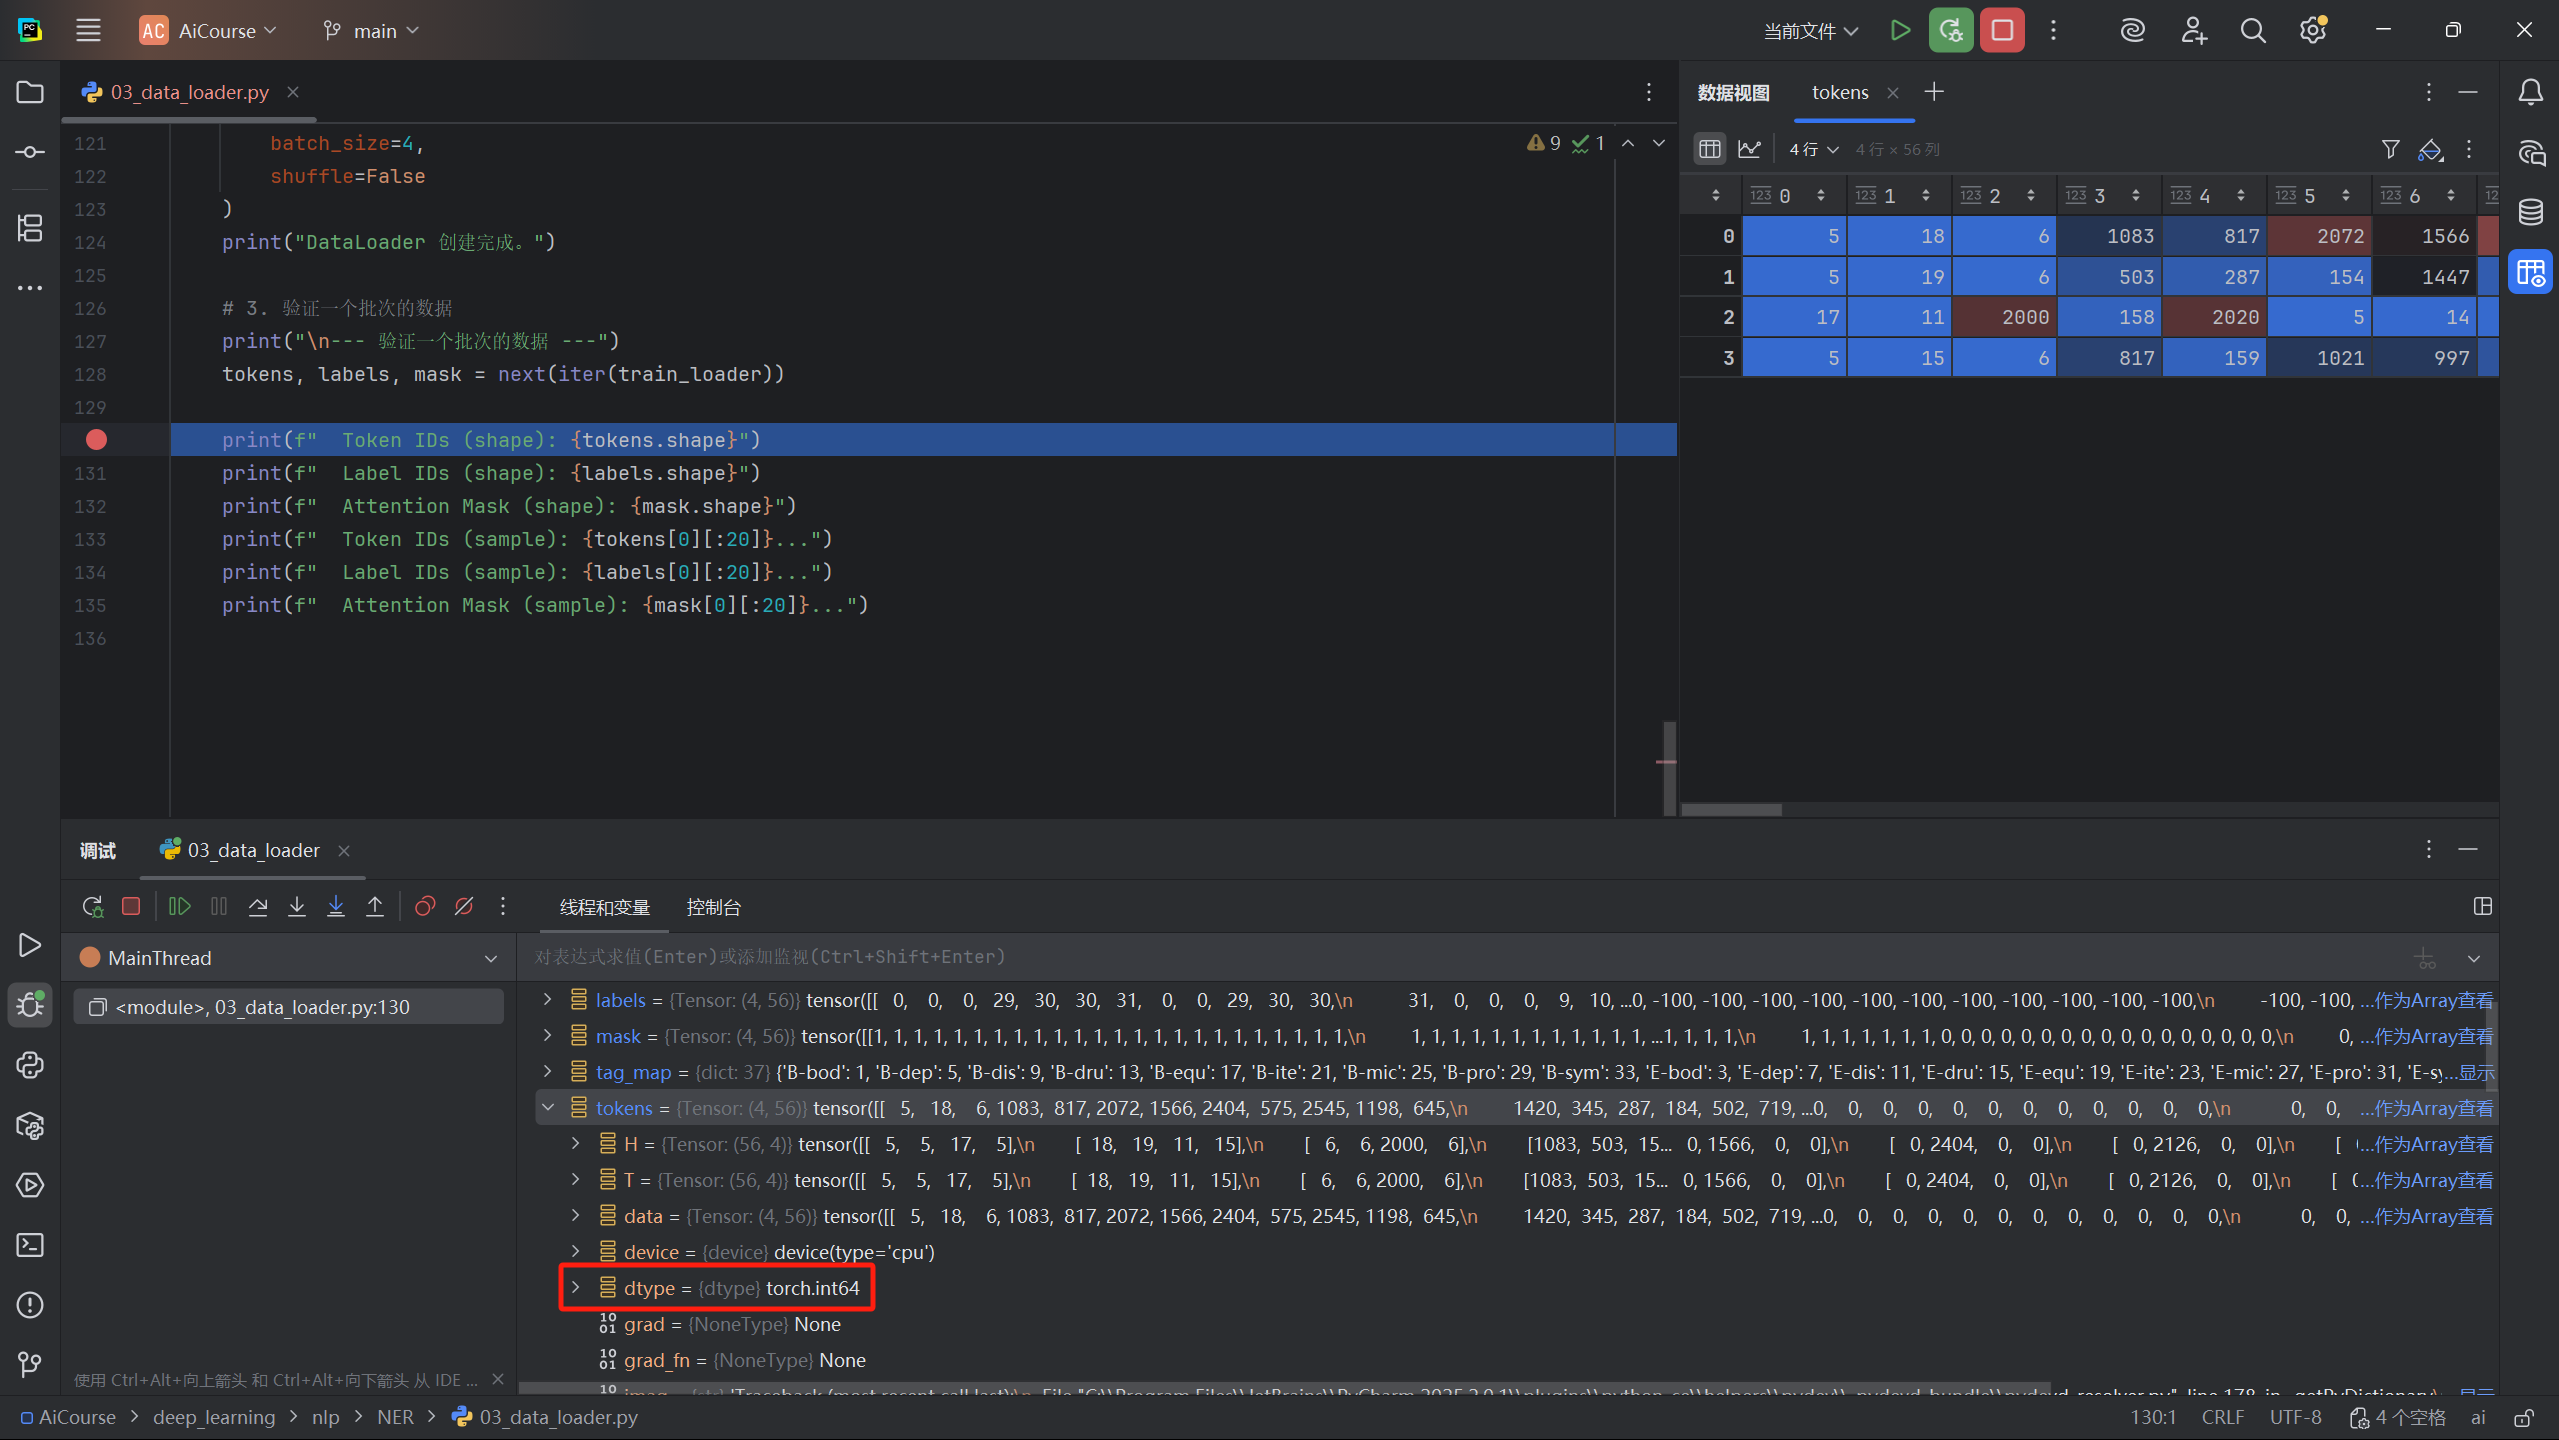 AC AiCourse main 当前文件
03_data_loader.py
9 1
121 batch_size=4,
122 shuffle=False
123 )
124 print("DataLoader 创建完成。")
125
126 # 3. 验证一个批次的数据
127 print("\n--- 验证一个批次的数据 ---")
128 tokens, labels, mask = next(iter(train_loader))
129
print(f"  Token IDs (shape): {tokens.shape}")
131 print(f"  Label IDs (shape): {labels.shape}")
132 print(f"  Attention Mask (shape): {mask.shape}")
133 print(f"  Token IDs (sample): {tokens[0][:20]}...")
134 print(f"  Label IDs (sample): {labels[0][:20]}...")
135 print(f"  Attention Mask (sample): {mask[0][:20]}...")
136
数据视图 tokens
4 行 4 行 × 56 列
123 0 123 1 123 2 123 3 123 4 123 5 123 6
0 5 18 6 1083 817 2072 1566
1 5 19 6 503 287 154 1447
2 17 11 2000 158 2020 5 14
3 5 15 6 817 159 1021 997
调试 03_data_loader
线程和变量 控制台
MainThread
<module>, 03_data_loader.py:130
使用 Ctrl+Alt+向上箭头 和 Ctrl+Alt+向下箭头 从 IDE ...
对表达式求值(Enter)或添加监视(Ctrl+Shift+Enter)
labels = {Tensor: (4, 56)} tensor([[ 0, 0, 0, 29, 30, 30, 31, 0, 0, 29, 30, 30,\n 31, 0, 0, 0, 9, 10, ...0, -100, -100, -100, -100, -100, -100, -100, -100, -100, -100, -100,\n -100, -100, ...作为Array查看
mask = {Tensor: (4, 56)} tensor([[1, 1, 1, 1, 1, 1, 1, 1, 1, 1, 1, 1, 1, 1, 1, 1, 1, 1, 1, 1, 1, 1, 1, 1,\n 1, 1, 1, 1, 1, 1, 1, 1, 1, 1, 1, 1, ...1, 1, 1, 1,\n 1, 1, 1, 1, 1, 1, 1, 0, 0, 0, 0, 0, 0, 0, 0, 0, 0, 0, 0, 0, 0, 0, 0, 0,\n 0, ...作为Array查看
tag_map = {dict: 37} {'B-bod': 1, 'B-dep': 5, 'B-dis': 9, 'B-dru': 13, 'B-equ': 17, 'B-ite': 21, 'B-mic': 25, 'B-pro': 29, 'B-sym': 33, 'E-bod': 3, 'E-dep': 7, 'E-dis': 11, 'E-dru': 15, 'E-equ': 19, 'E-ite': 23, 'E-mic': 27, 'E-pro': 31, 'E-sy...显示
tokens = {Tensor: (4, 56)} tensor([[ 5, 18, 6, 1083, 817, 2072, 1566, 2404, 575, 2545, 1198, 645,\n 1420, 345, 287, 184, 502, 719, ...0, 0, 0, 0, 0, 0, 0, 0, 0, 0, 0, 0,\n 0, 0, ...作为Array查看
H = {Tensor: (56, 4)} tensor([[ 5, 5, 17, 5],\n [ 18, 19, 11, 15],\n [ 6, 6, 2000, 6],\n [1083, 503, 15... 0, 1566, 0, 0],\n [ 0, 2404, 0, 0],\n [ 0, 2126, 0, 0],\n [ ...作为Array查看
T = {Tensor: (56, 4)} tensor([[ 5, 5, 17, 5],\n [ 18, 19, 11, 15],\n [ 6, 6, 2000, 6],\n [1083, 503, 15... 0, 1566, 0, 0],\n [ 0, 2404, 0, 0],\n [ 0, 2126, 0, 0],\n [ ...作为Array查看
data = {Tensor: (4, 56)} tensor([[ 5, 18, 6, 1083, 817, 2072, 1566, 2404, 575, 2545, 1198, 645,\n 1420, 345, 287, 184, 502, 719, ...0, 0, 0, 0, 0, 0, 0, 0, 0, 0, 0, 0,\n 0, 0, ...作为Array查看
device = {device} device(type='cpu')
dtype = {dtype} torch.int64
grad = {NoneType} None
grad_fn = {NoneType} None
AiCourse deep_learning nlp NER 03_data_loader.py
130:1 CRLF UTF-8 4 个空格 ai